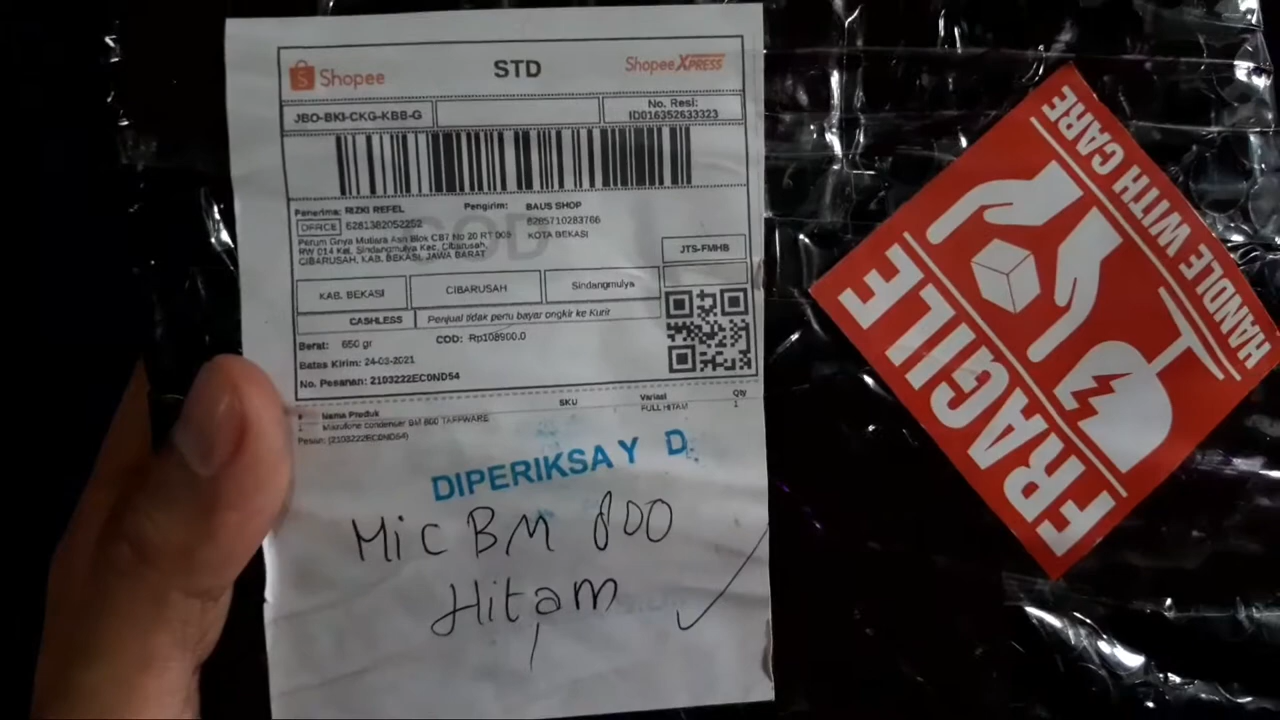 Shopee
STD
ShopeeXPRESS
JBO-BKI-CKG-KBB-G
No. Resi:
ID016352633323
Penerima: RIZKI REFEL
Pengirim: BAUS SHOP
OFFICE 6281382052252
6285710283766
Perum Griya Mutiara Asri Blok CB7 No 20 RT 009
KOTA BEKASI
RW 014 Kel. Sindangmulya Kec. Cibarusah,
CIBARUSAH, KAB. BEKASI, JAWA BARAT
COD
JTS-FMHB
KAB. BEKASI
CIBARUSAH
Sindangmulya
CASHLESS
Penjual tidak perlu bayar ongkir ke Kurir
Berat: 650 gr
COD: Rp108900.0
Batas Kirim: 24-03-2021
No. Pesanan: 2103222EC0ND54
# Nama Produk SKU Variasi Qty
1 condenser BM 800 TAFFWARE FULL HITAM 1
Pesan: (2103222EC0ND54)
DIPERIKSA Y D
Mic BM 800
Hitam
FRAGILE
HANDLE WITH CARE